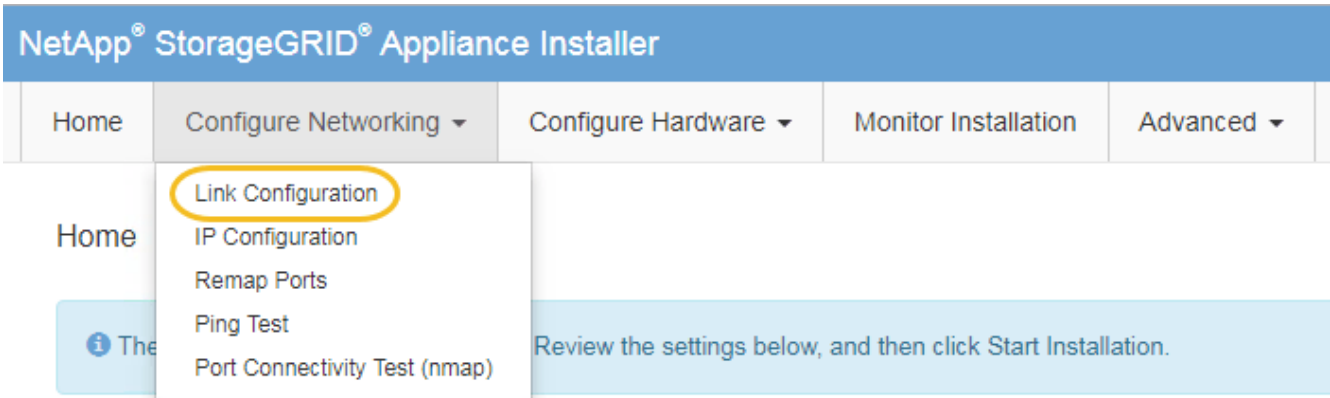 NetApp® StorageGRID® Appliance Installer
Home Configure Networking Configure Hardware Monitor Installation Advanced
Link Configuration
Home
IP Configuration
Remap Ports
Ping Test
The Review the settings below, and then click Start Installation.
Port Connectivity Test (nmap)